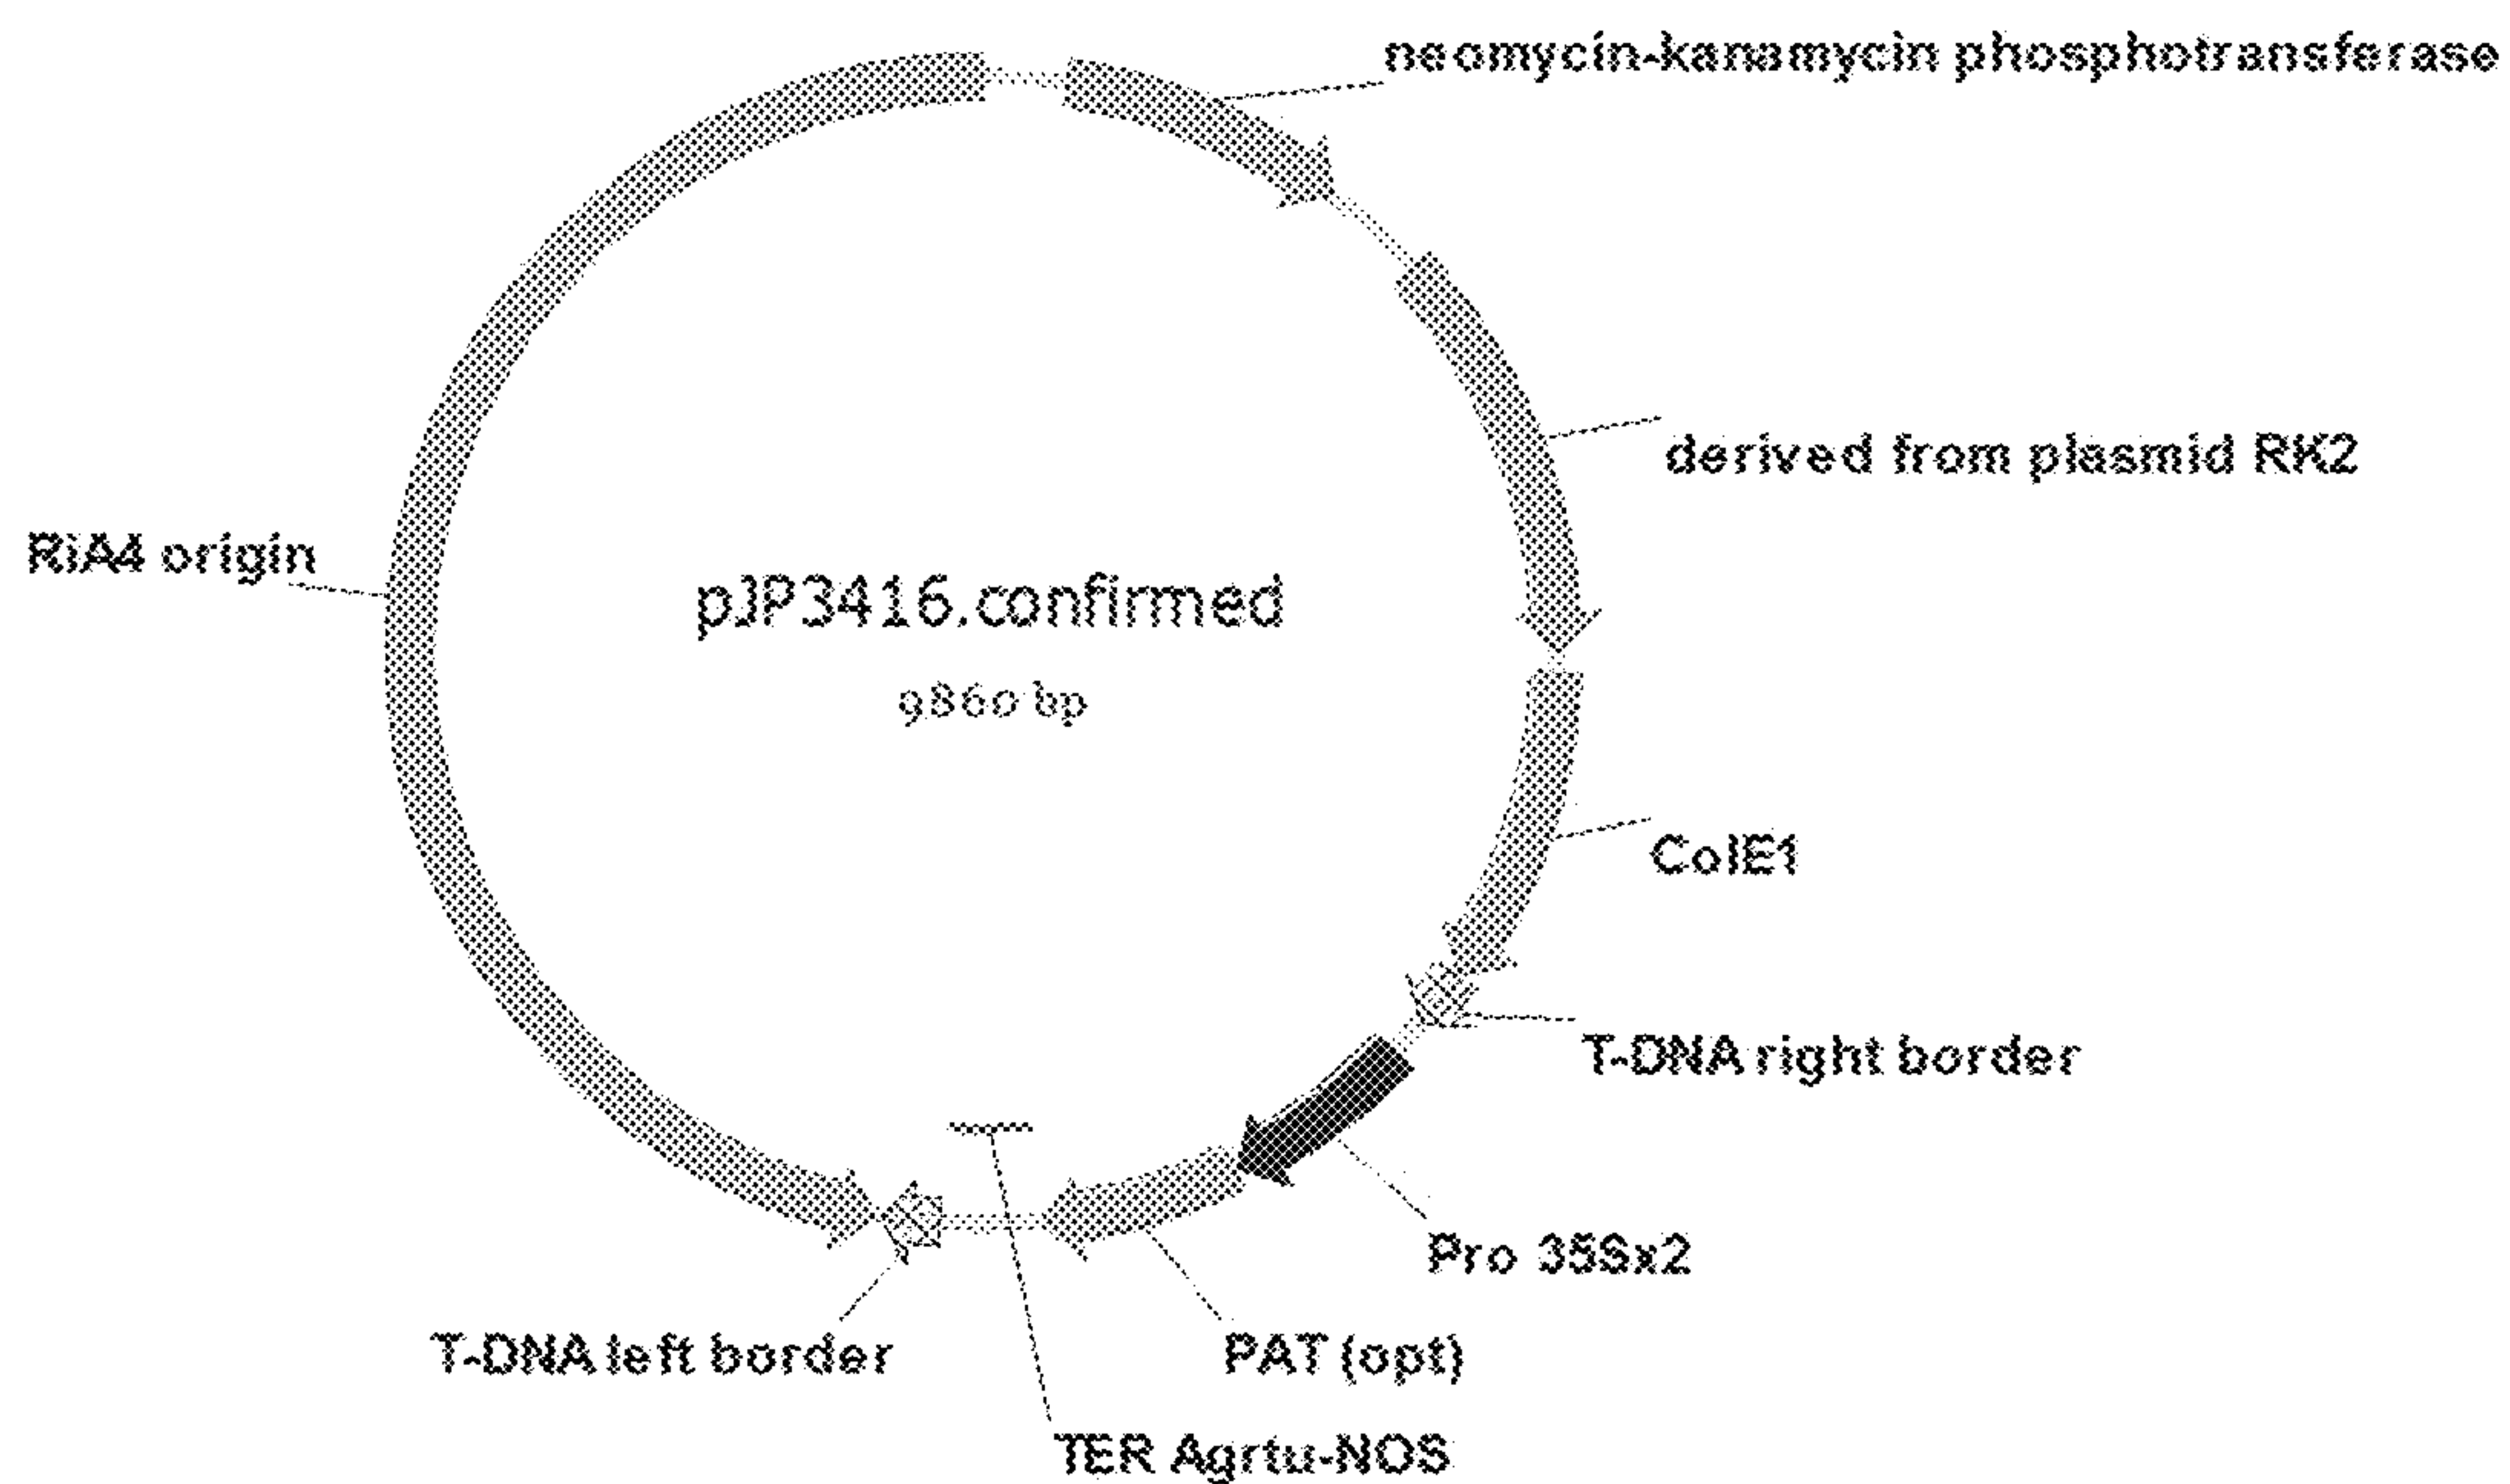 neomycin-kanamycin phosphotransferase
derived from plasmid RK2
RiA4 origin
pJP3416.confirmed
9860 bp
ColE1
T-DNA right border
Pro 35Sx2
T-DNA left border
PAT (opt)
TER Agrtu-NOS